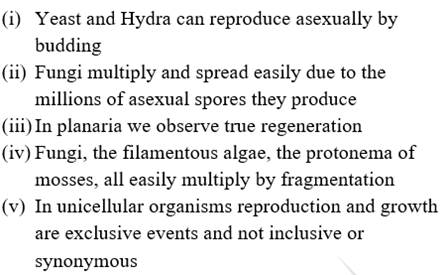 (i) Yeast and Hydra can reproduce asexually by
budding
(ii) Fungi multiply and spread easily due to the
millions of asexual spores they produce
(iii) In planaria we observe true regeneration
(iv) Fungi, the filamentous algae, the protonema of
mosses, all easily multiply by fragmentation
(v) In unicellular organisms reproduction and growth
are exclusive events and not inclusive or
synonymous